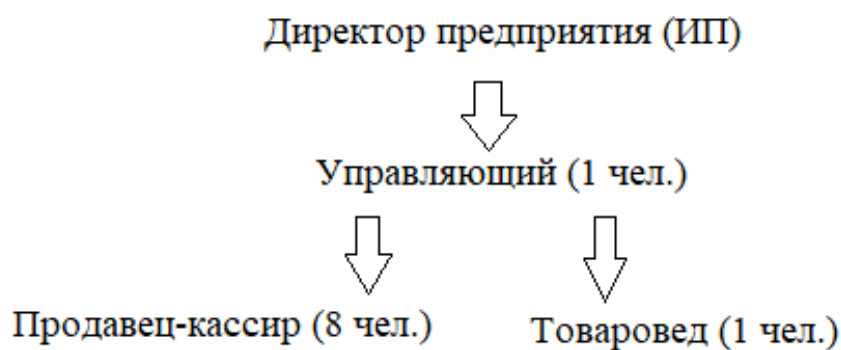 Директор предприятия (ИП)
Управляющий (1 чел.)
Продавец-кассир (8 чел.)
Товаровед (1 чел.)